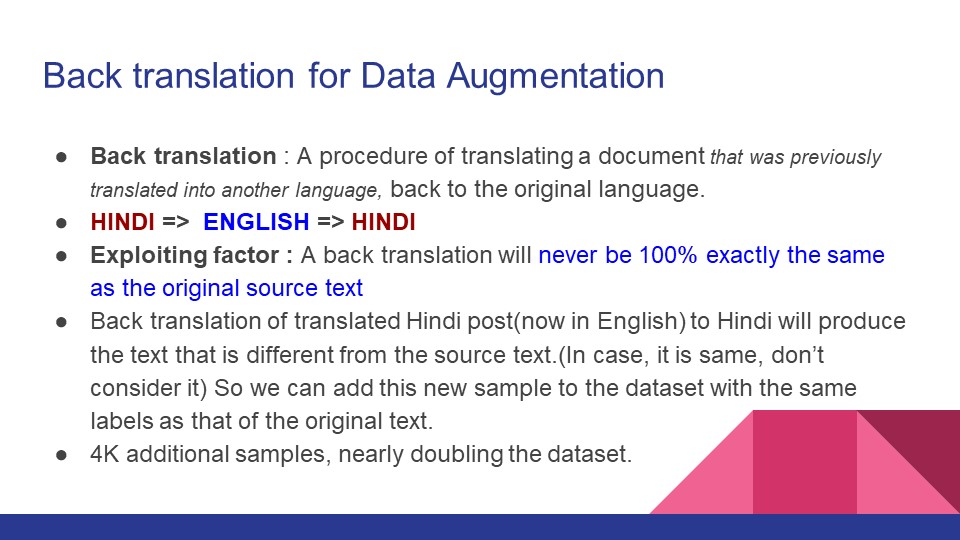 Back translation for Data Augmentation
● Back translation : A procedure of translating a document that was previously
translated into another language, back to the original language.
● HINDI => ENGLISH => HINDI
● Exploiting factor : A back translation will never be 100% exactly the same
as the original source text
● Back translation of translated Hindi post(now in English) to Hindi will produce
the text that is different from the source text.(In case, it is same, don’t
consider it) So we can add this new sample to the dataset with the same
labels as that of the original text.
● 4K additional samples, nearly doubling the dataset.